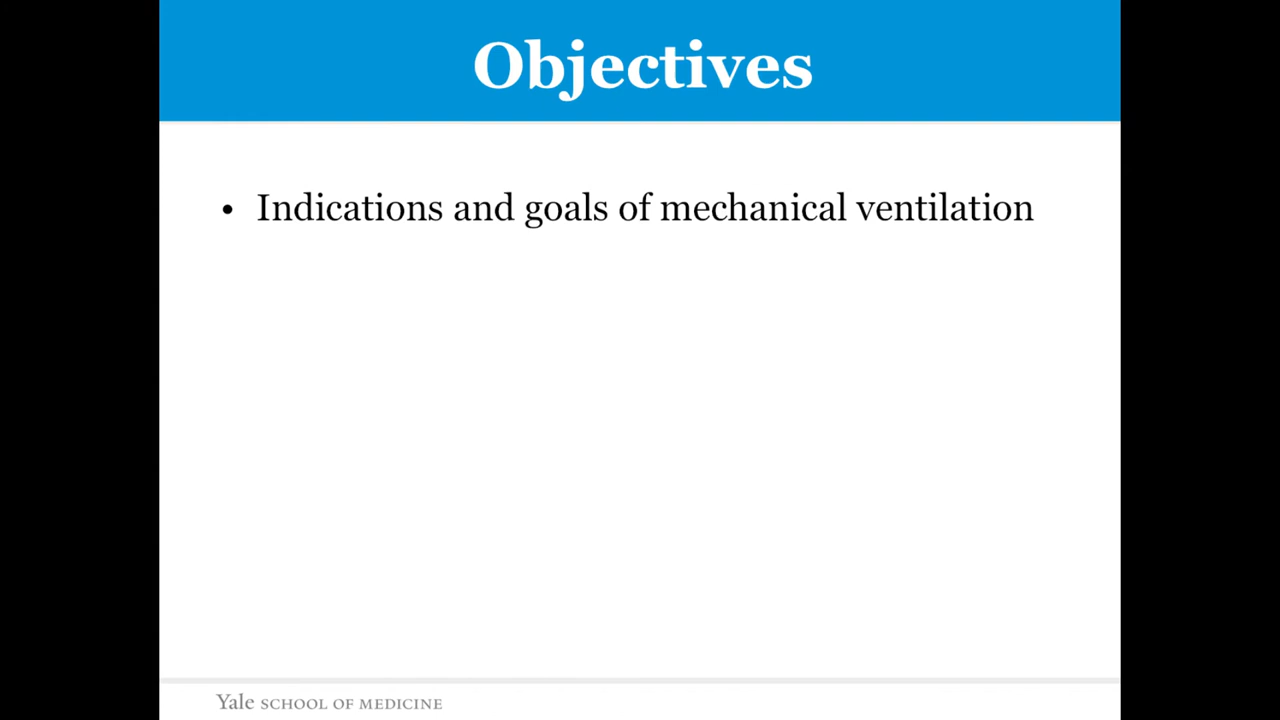 Objectives
• Indications and goals of mechanical ventilation
Yale SCHOOL OF MEDICINE